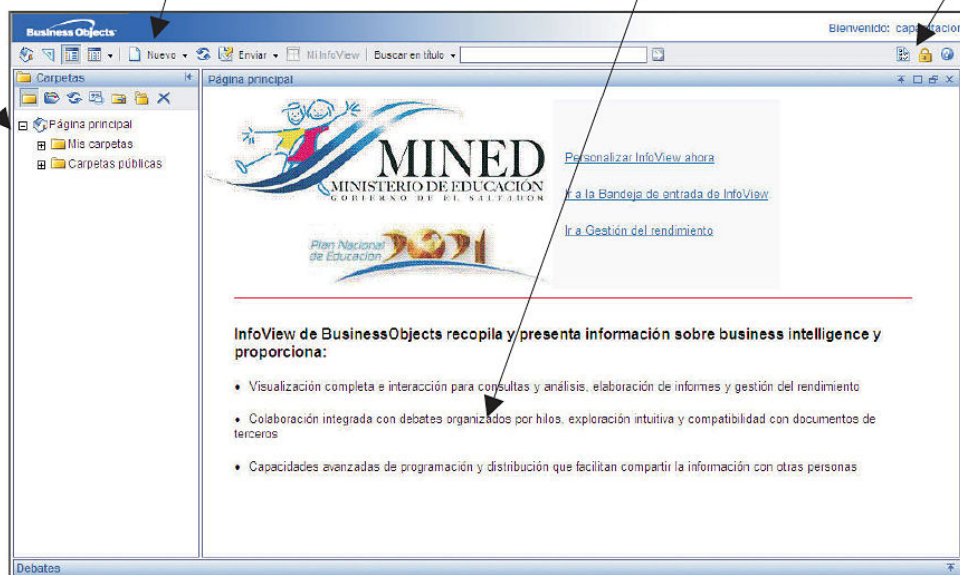 Business Objects
Bienvenido: capacitacion
Nuevo
Enviar
Mi InfoView
Buscar en título
Carpetas
Página principal
Página principal
Mis carpetas
Carpetas públicas
MINED
MINISTERIO DE EDUCACIÓN
GOBIERNO DE EL SALVADOR
Plan Nacional
de Educacion
2021
Personalizar InfoView ahora
Ir a la Bandeja de entrada de InfoView
Ir a Gestión del rendimiento
InfoView de BusinessObjects recopila y presenta información sobre business intelligence y
proporciona:
• Visualización completa e interacción para consultas y análisis, elaboración de informes y gestión del rendimiento
• Colaboración integrada con debates organizados por hilos, exploración intuitiva y compatibilidad con documentos de
terceros
• Capacidades avanzadas de programación y distribución que facilitan compartir la información con otras personas
Debates